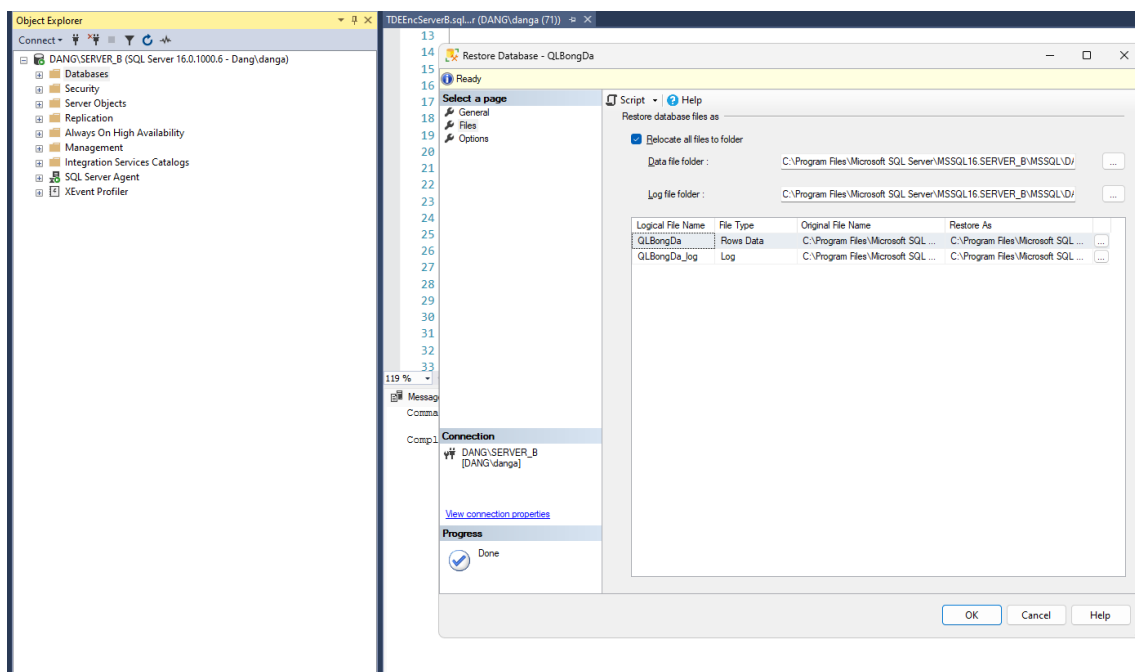 Object Explorer
Connect
DANG\SERVER_B (SQL Server 16.0.1000.6 - Dang\danga)
Databases
Security
Server Objects
Replication
Always On High Availability
Management
Integration Services Catalogs
SQL Server Agent
XEvent Profiler
TDEEncServerB.sql...r (DANG\danga (71))
13
14
15
16
17
18
19
20
21
22
23
24
25
26
27
28
29
30
31
32
33
119 %
Messag
Comma
Compl
Restore Database - QLBongDa
Ready
Select a page
General
Files
Options
Connection
DANG\SERVER_B
[DANG\danga]
View connection properties
Progress
Done
Script
Help
Restore database files as
Relocate all files to folder
Data file folder :
C:\Program Files\Microsoft SQL Server\MSSQL16.SERVER_B\MSSQL\D/
...
Log file folder :
C:\Program Files\Microsoft SQL Server\MSSQL16.SERVER_B\MSSQL\D/
...
Logical File Name File Type Original File Name Restore As
QLBongDa Rows Data C:\Program Files\Microsoft SQL ... C:\Program Files\Microsoft SQL ... ...
QLBongDa_log Log C:\Program Files\Microsoft SQL ... C:\Program Files\Microsoft SQL ... ...
OK Cancel Help